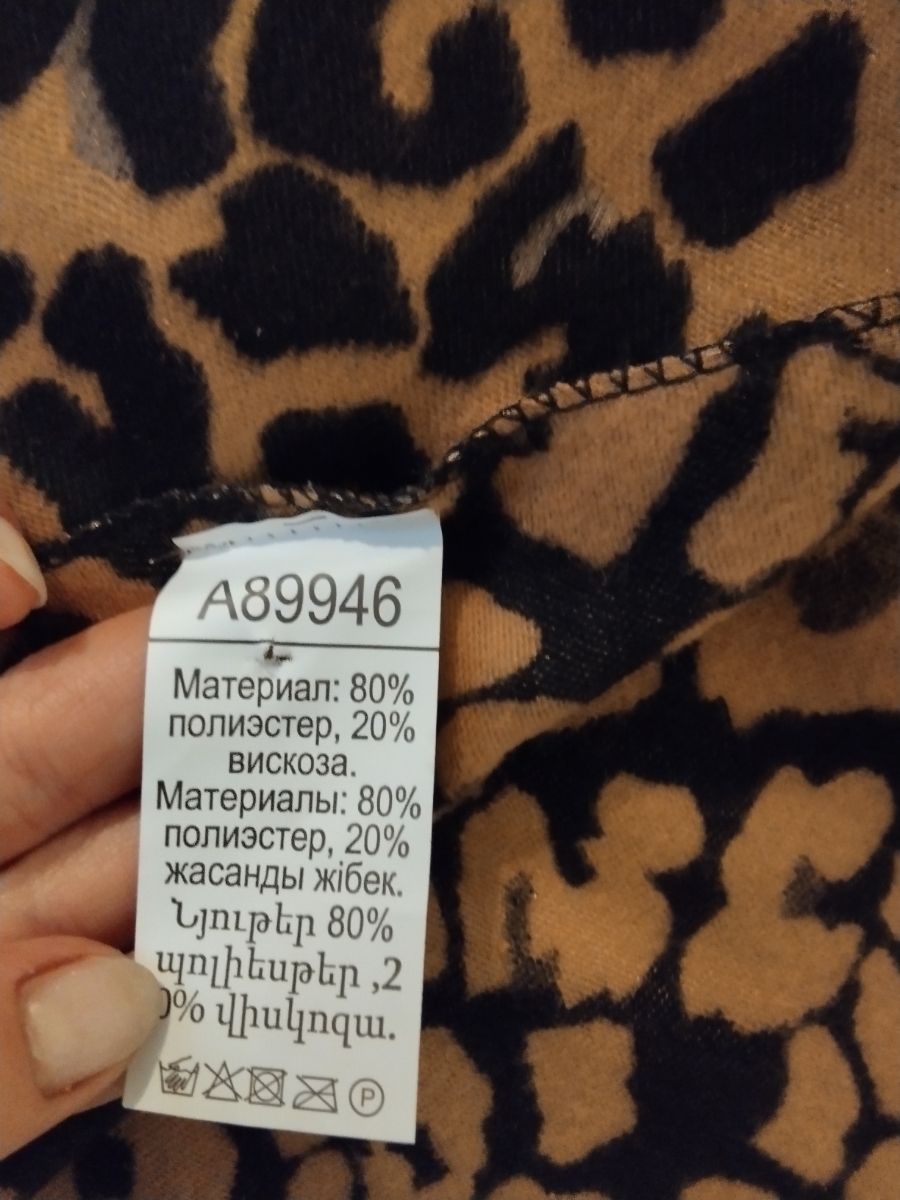 A89946
Материал: 80%
полиэстер, 20%
вискоза.
Материалы: 80%
полиэстер, 20%
жасанды жібек.
Նյութեր 80%
պոլիեսթեր ,2
0% վիսկոզա.
P